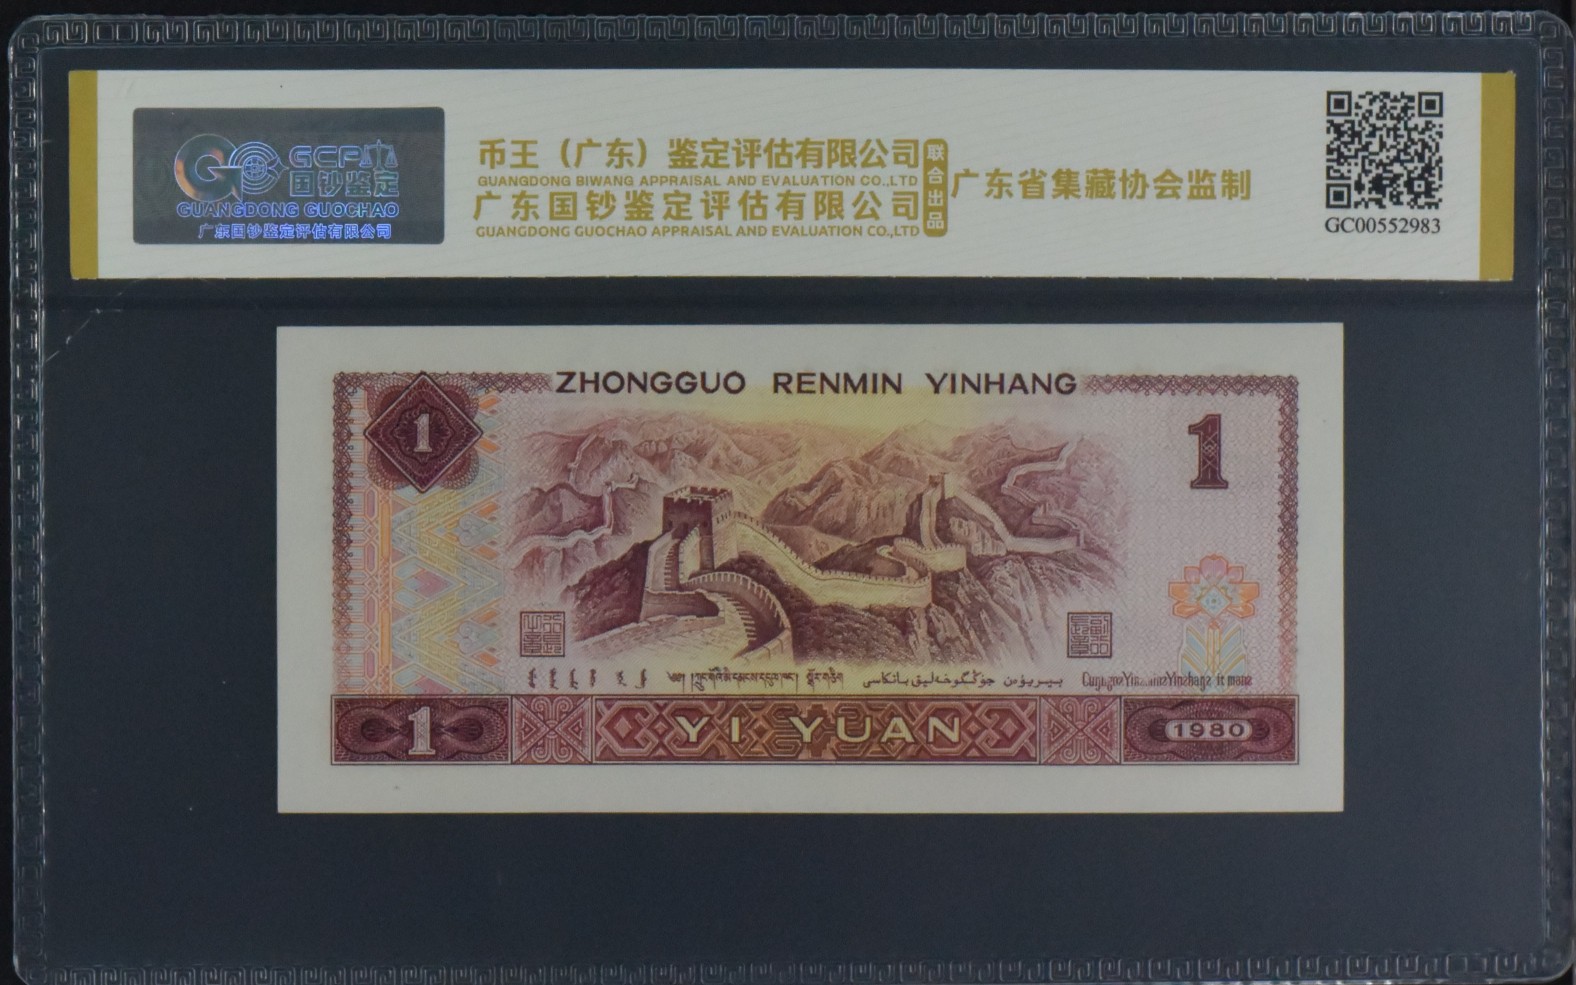 GCP
国钞鉴定
GUANGDONG GUOCHAO
广东国钞鉴定评估有限公司
币王（广东）鉴定评估有限公司
GUANGDONG BIWANG APPRAISAL AND EVALUATION CO.,LTD
广东国钞鉴定评估有限公司
GUANGDONG GUOCHAO APPRAISAL AND EVALUATION CO.,LTD
联合出品
广东省集藏协会监制
GC00552983
ZHONGGUO RENMIN YINHANG
1
1
1 YI YUAN 1980